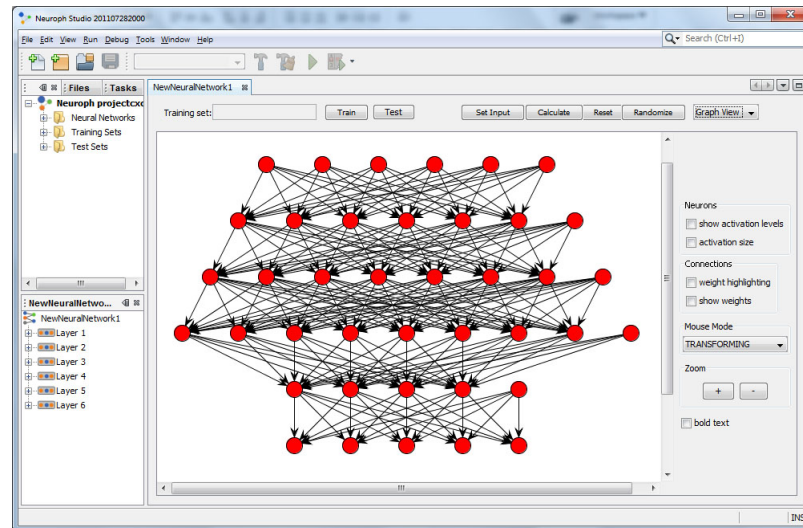 Neuroph Studio 201107282000
File Edit View Run Debug Tools Window Help
Search (Ctrl+I)
Files Tasks
Neuroph projectcxc
Neural Networks
Training Sets
Test Sets
NewNeuralNetwo...
NewNeuralNetwork1
Layer 1
Layer 2
Layer 3
Layer 4
Layer 5
Layer 6
NewNeuralNetwork1
Training set: Train Test Set Input Calculate Reset Randomize Graph View
Neurons
show activation levels
activation size
Connections
weight highlighting
show weights
Mouse Mode
TRANSFORMING
Zoom
+ -
bold text
INS